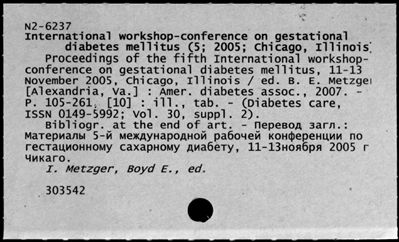 N2-6237
International workshop-conference on gestational
diabetes mellitus (5; 2005; Chicago, Illinois)
Proceedings of the fifth International workshop-
conference on gestational diabetes mellitus, 11-13
November 2005, Chicago, Illinois / ed. B. E. Metzger
[Alexandria, Va.] : Amer. diabetes assoc., 2007. -
P. 105-261, [10] : ill., tab. - (Diabetes care,
ISSN 0149-5992; Vol. 30, suppl. 2).
Bibliogr. at the end of art. - Перевод загл.:
Материалы 5-й международной рабочей конференции по
гестационному сахарному диабету, 11-13ноября 2005 г
Чикаго.
I. Metzger, Boyd E., ed.
303542